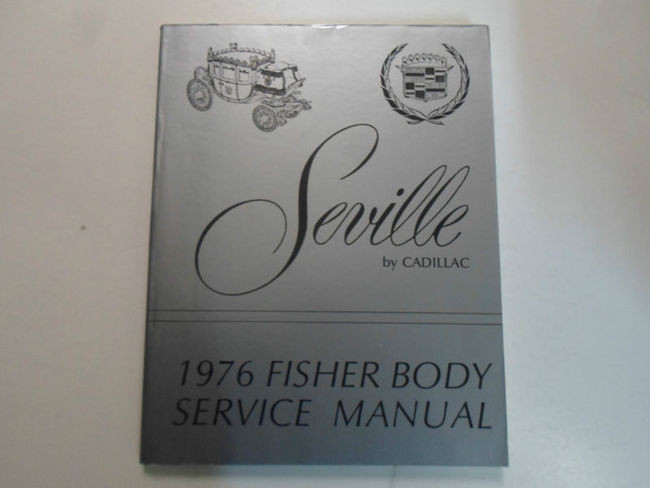 Seville
by CADILLAC
1976 FISHER BODY
SERVICE MANUAL